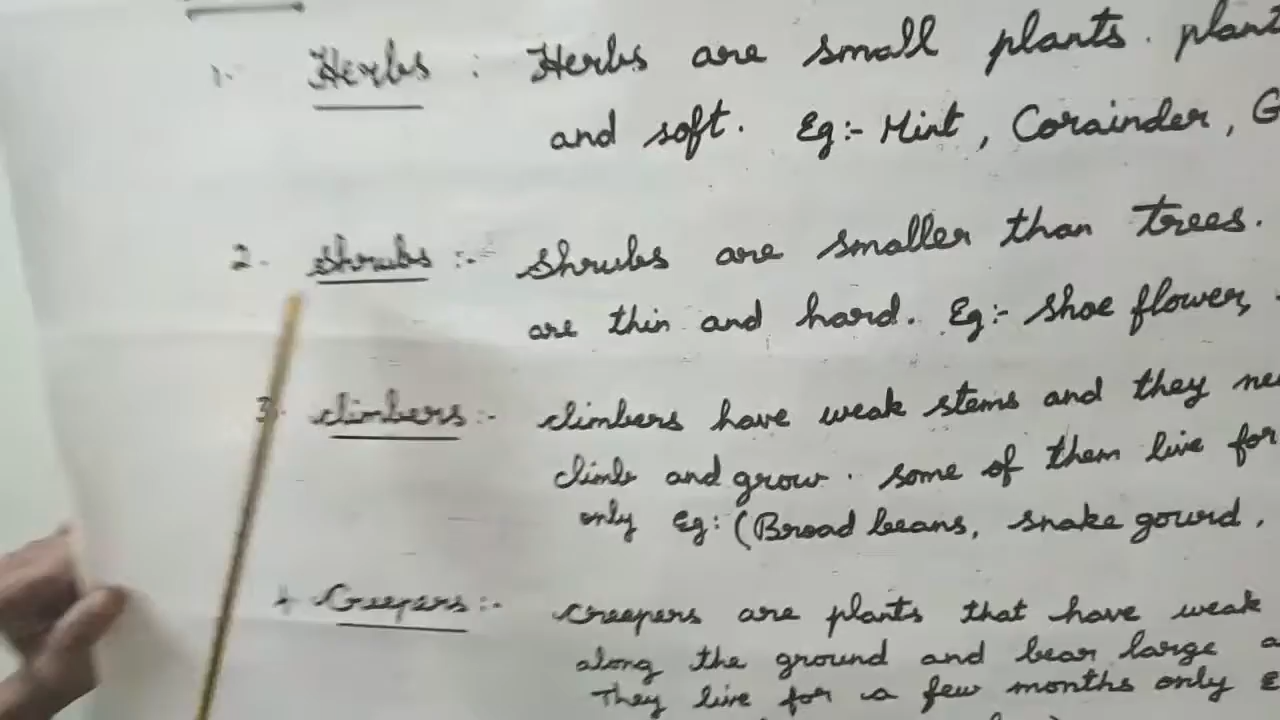 1. Herbs : Herbs are small plants. plant
and soft. Eg:- Mint, Corainder, G
2. Shrubs :- Shrubs are smaller than trees.
are thin and hard. Eg:- Shoe flower,
3. climbers :- climbers have weak stems and they ne
climb and grow. some of them live for
only Eg: (Broad beans, snake gourd,
4 Creepers :- creepers are plants that have weak
along the ground and bear large a
They live for a few months only E